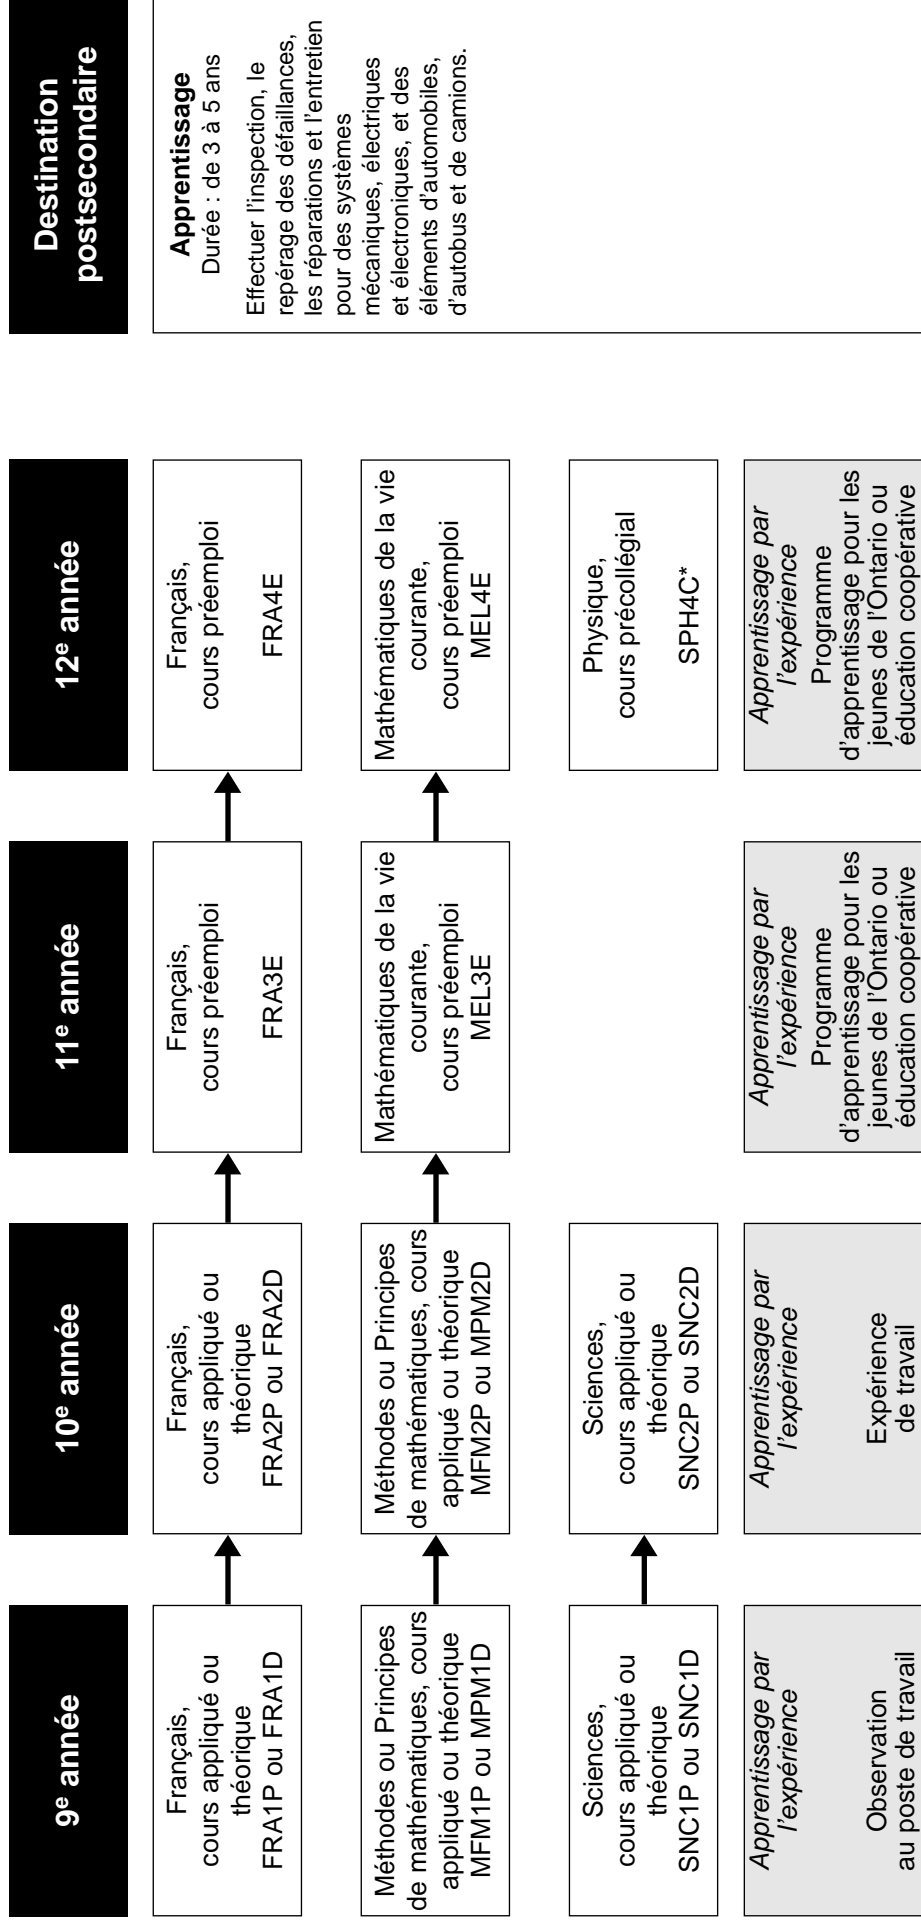 9e année
10e année
11e année
12e année
Destination
postsecondaire
Français,
cours appliqué ou
théorique
FRA1P ou FRA1D
Français,
cours appliqué ou
théorique
FRA2P ou FRA2D
Français,
cours préemploi
FRA3E
Français,
cours préemploi
FRA4E
Apprentissage
Durée : de 3 à 5 ans
Effectuer l'inspection, le
repérage des défaillances,
les réparations et l'entretien
pour des systèmes
mécaniques, électriques
et électroniques, et des
éléments d'automobiles,
d'autobus et de camions.
Méthodes ou Principes
de mathématiques, cours
appliqué ou théorique
MFM1P ou MPM1D
Méthodes ou Principes
de mathématiques, cours
appliqué ou théorique
MFM2P ou MPM2D
Mathématiques de la vie
courante,
cours préemploi
MEL3E
Mathématiques de la vie
courante,
cours préemploi
MEL4E
Sciences,
cours appliqué ou
théorique
SNC1P ou SNC1D
Sciences,
cours appliqué ou
théorique
SNC2P ou SNC2D
Physique,
cours précollégial
SPH4C*
Apprentissage par
l'expérience
Observation
au poste de travail
Apprentissage par
l'expérience
Expérience
de travail
Apprentissage par
l'expérience
Programme
d'apprentissage pour les
jeunes de l'Ontario ou
éducation coopérative
Apprentissage par
l'expérience
Programme
d'apprentissage pour les
jeunes de l'Ontario ou
éducation coopérative